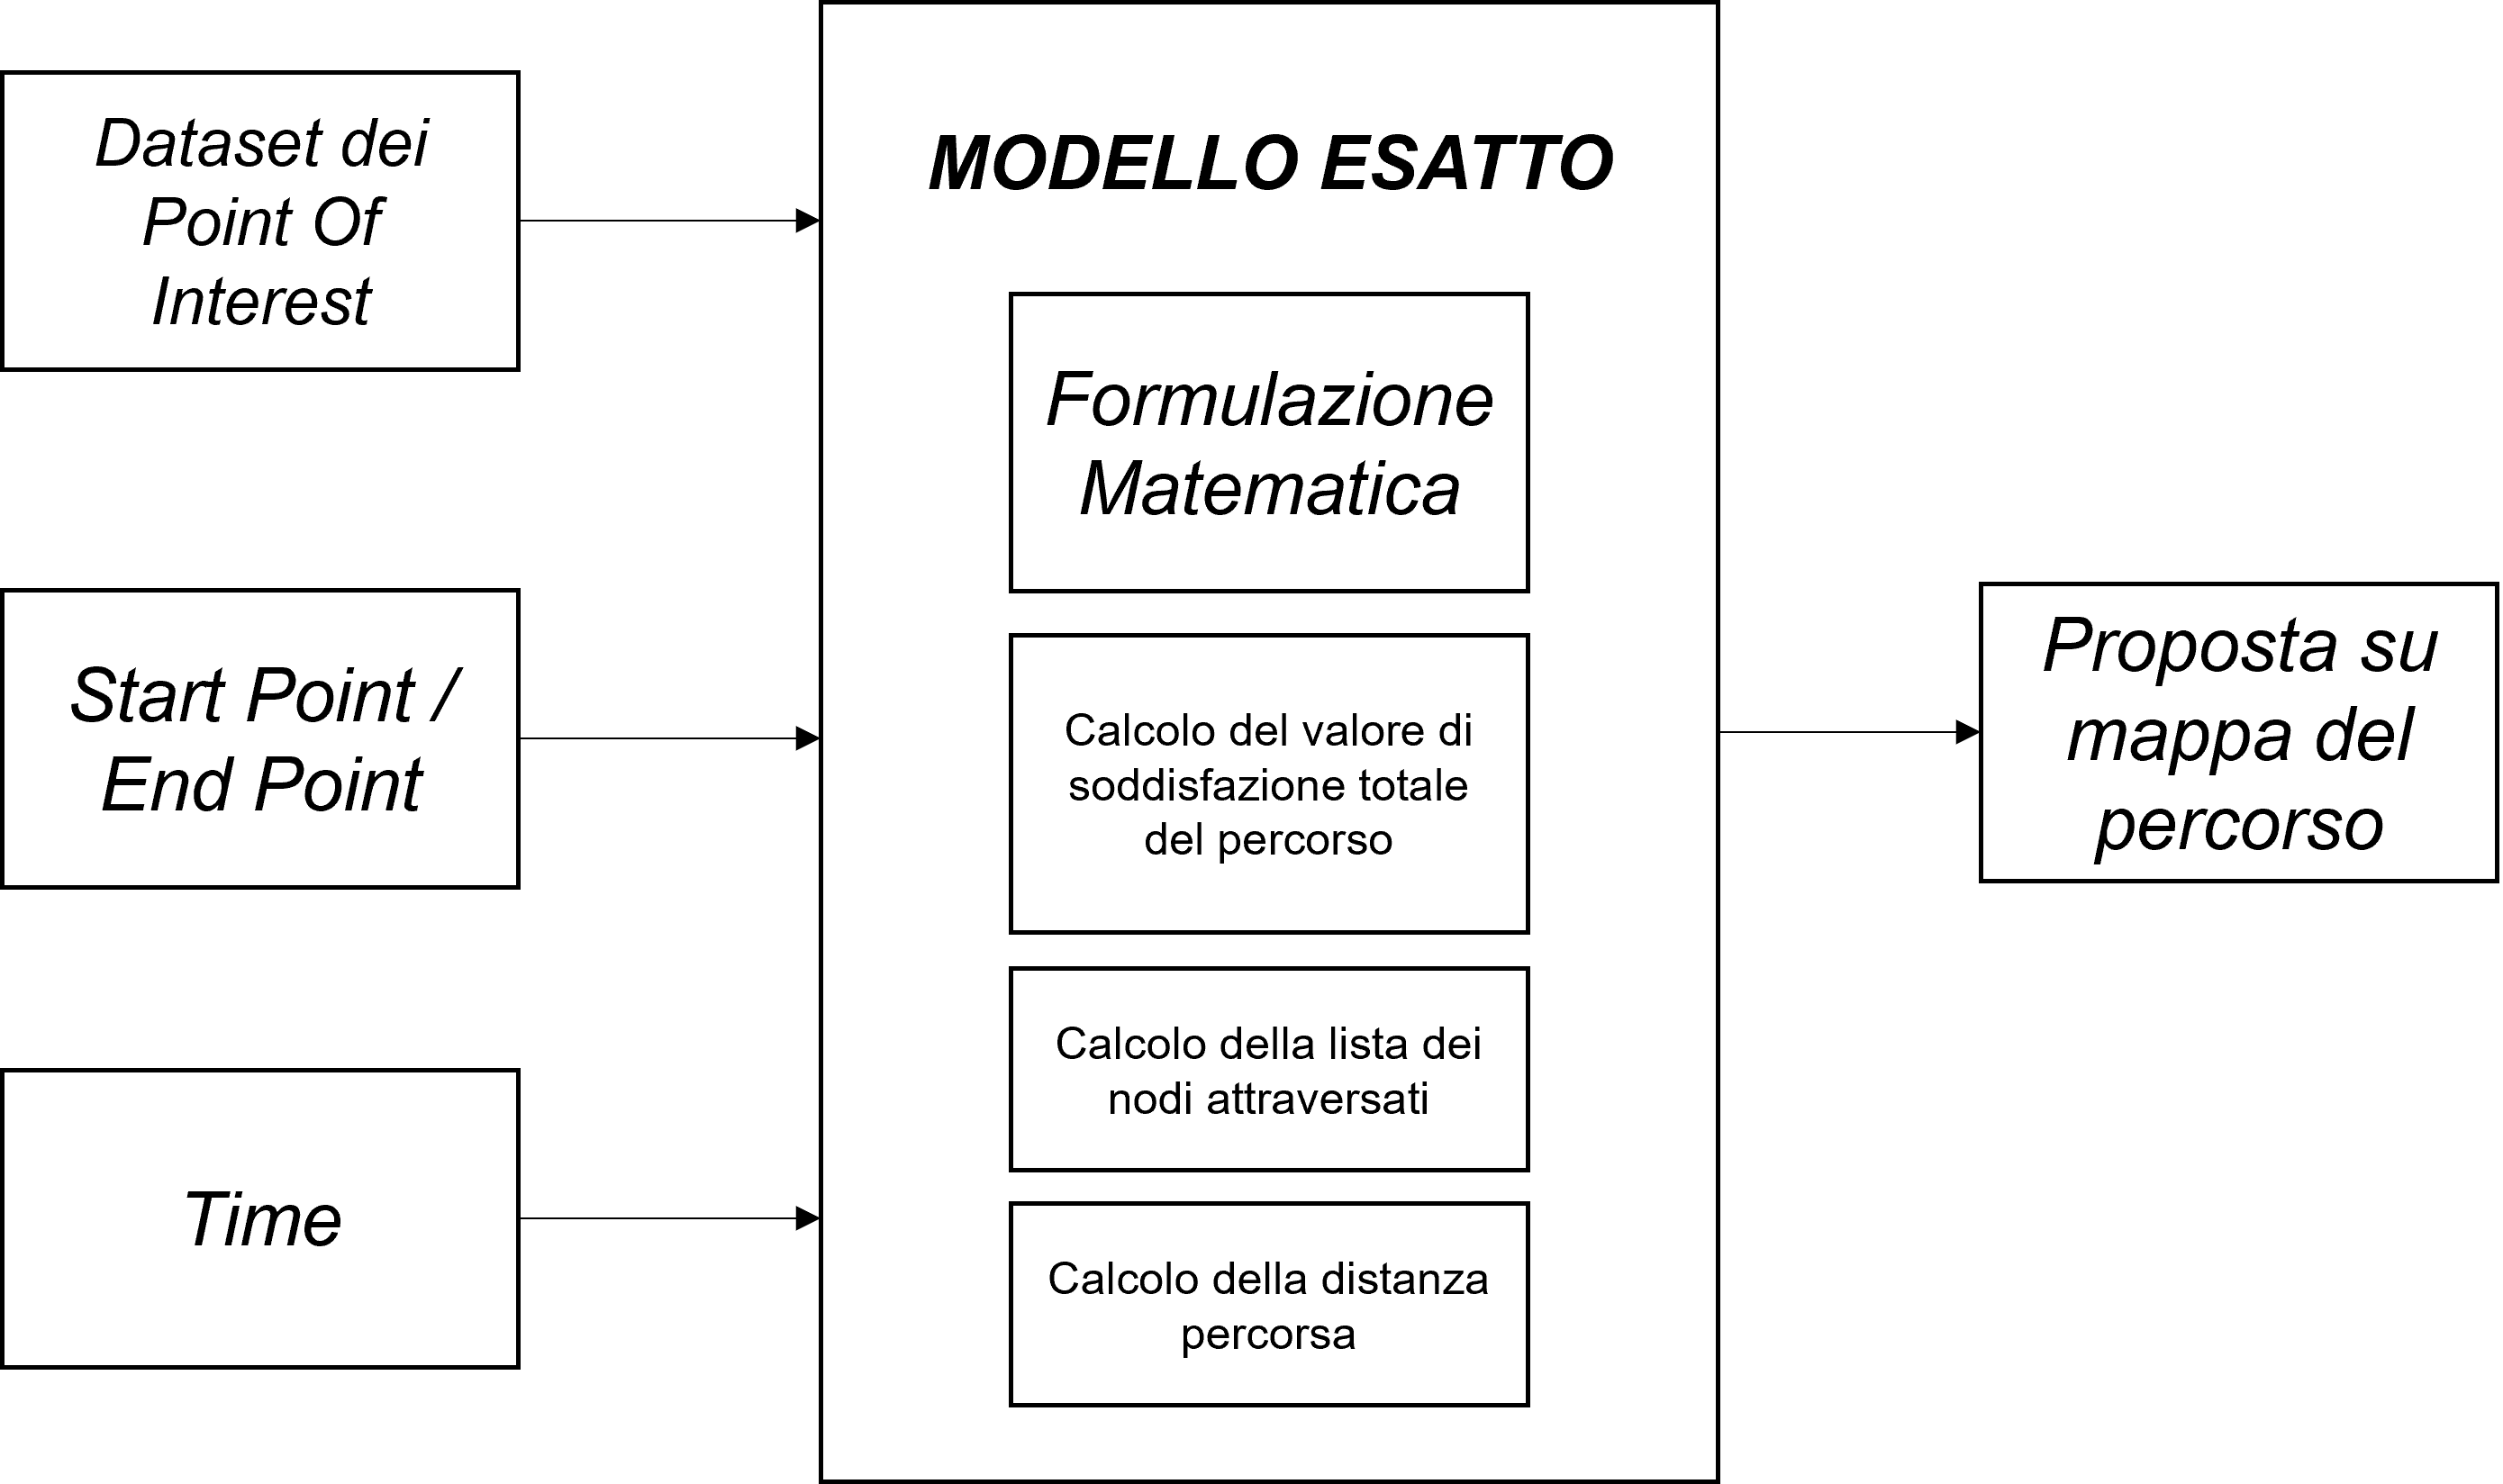 Dataset dei
Point Of
Interest
Start Point /
End Point
Time
MODELLO ESATTO
Formulazione
Matematica
Calcolo del valore di
soddisfazione totale
del percorso
Calcolo della lista dei
nodi attraversati
Calcolo della distanza
percorsa
Proposta su
mappa del
percorso